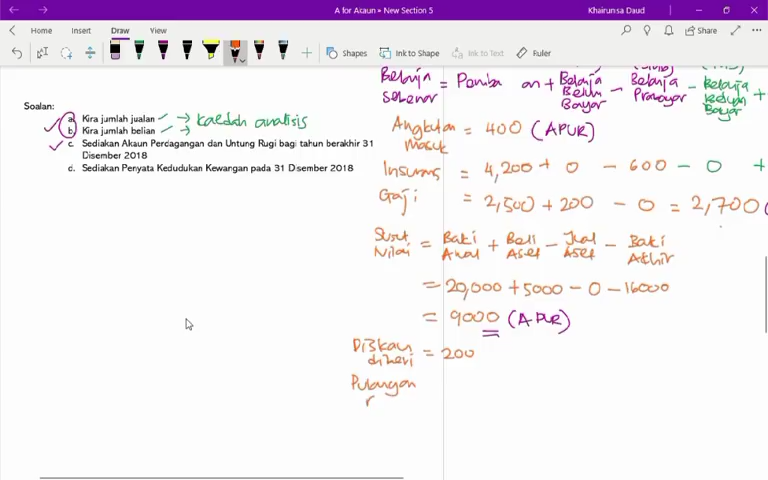 A for Acaun » New Section 5
Khairunsa Daud
Home Insert Draw View
Share
Shapes Ink to Shape Ink to Text Ruler
Soalan:
a. Kira jumlah jualan → kaedah analisis
b. Kira jumlah belian →
c. Sediakan Akaun Perdagangan dan Untung Rugi bagi tahun berakhir 31
Disember 2018
d. Sediakan Penyata Kedudukan Kewangan pada 31 Disember 2018
Belanja = an + Belanja - Belanja - Belanja +
Belum Prabayar
Bayar Bayar
Angkutan = 400 (APUR)
Masuk
Insurans = 4,200 + 0 - 600 - 0 +
Gaji = 2,500 + 200 - 0 = 2,700
Susut = Baki + Beli - Jual - Baki
Nilai Awal Aset Aset Akhir
= 20,000 + 5000 - 0 - 16000
= 9000 (APUR)
Diskaun = 200
diberi
Pulangan